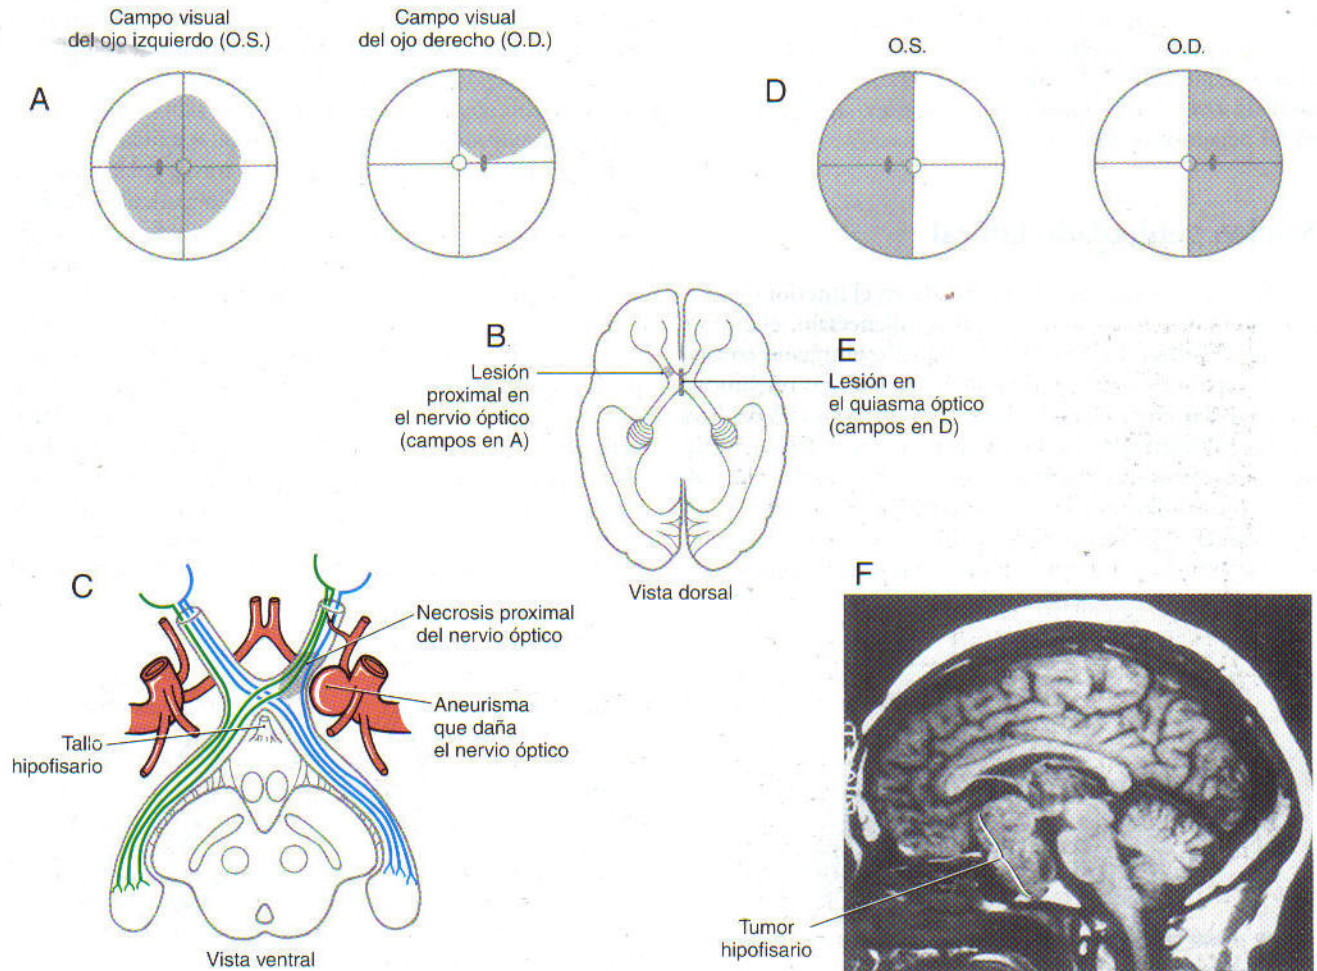 Campo visual
del ojo izquierdo (O.S.)
Campo visual
del ojo derecho (O.D.)
A
O.S.
O.D.
D
B
Lesión
proximal en
el nervio óptico
(campos en A)
E
Lesión en
el quiasma óptico
(campos en D)
Vista dorsal
C
Necrosis proximal
del nervio óptico
Aneurisma
que daña
el nervio óptico
Tallo
hipofisario
Vista ventral
F
Tumor
hipofisario